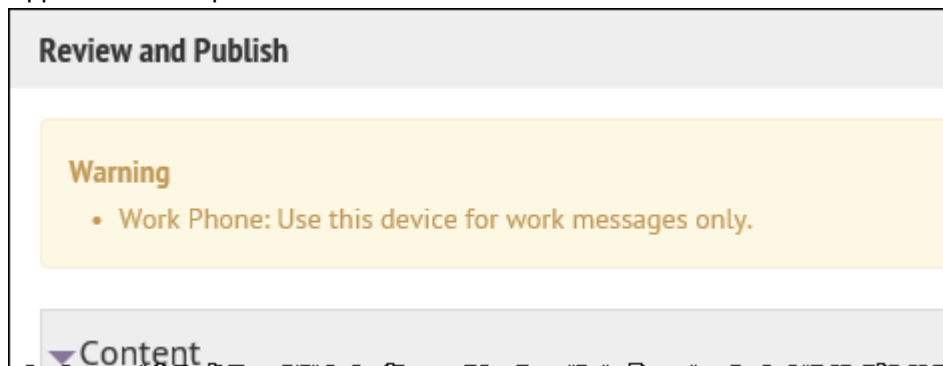 Review and Publish
Warning
• Work Phone: Use this device for work messages only.
Content